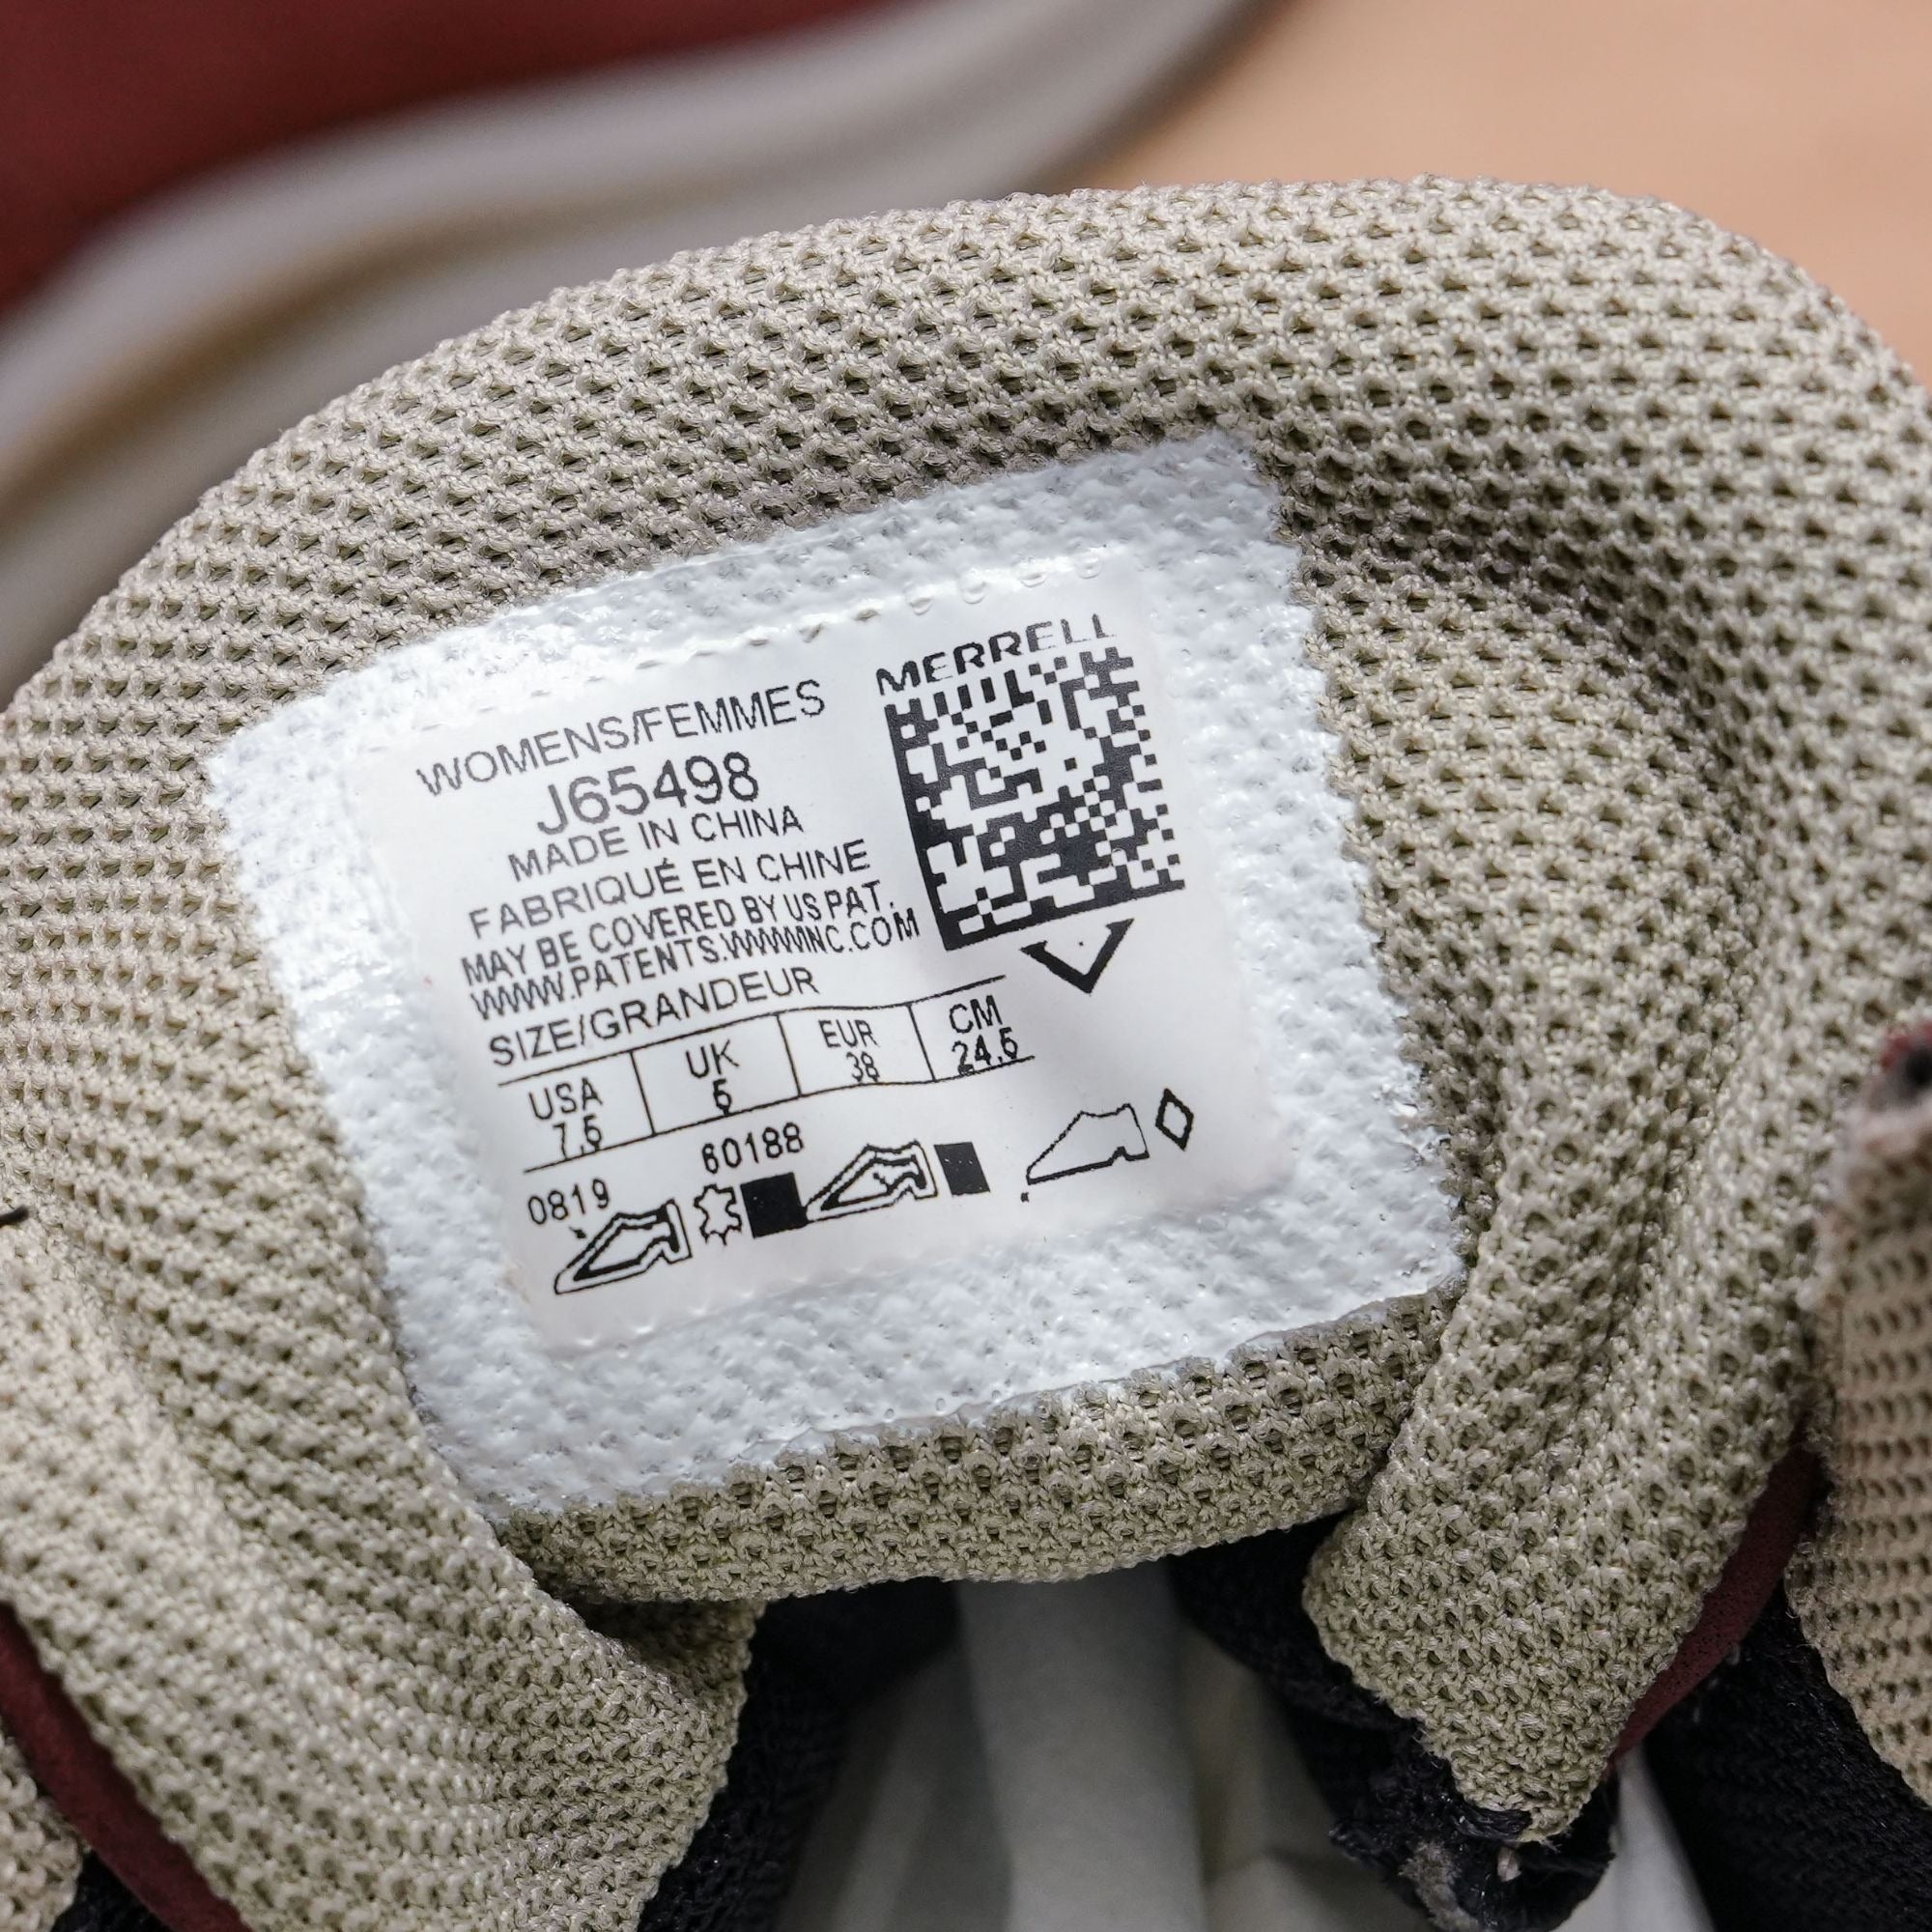 MERRELL
WOMENS/FEMMES
J65498
MADE IN CHINA
FABRIQUÉ EN CHINE
MAY BE COVERED BY US PAT.
WWW.PATENTS.WWWINC.COM
SIZE/GRANDEUR
USA UK EUR CM
7.5 5 38 24.5
0819 60188